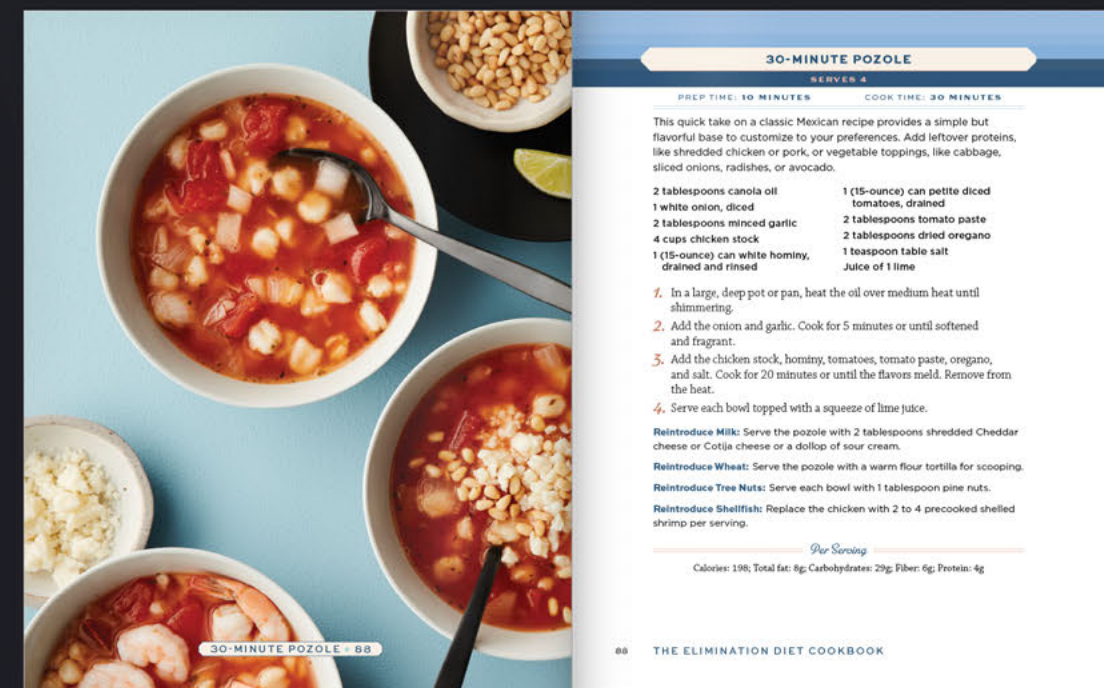 30-MINUTE POZOLE • 88
30-MINUTE POZOLE
SERVES 4
PREP TIME: 10 MINUTES
COOK TIME: 30 MINUTES
This quick take on a classic Mexican recipe provides a simple but
flavorful base to customize to your preferences. Add leftover proteins,
like shredded chicken or pork, or vegetable toppings, like cabbage,
sliced onions, radishes, or avocado.
2 tablespoons canola oil
1 white onion, diced
2 tablespoons minced garlic
4 cups chicken stock
1 (15-ounce) can white hominy,
drained and rinsed
1 (15-ounce) can petite diced
tomatoes, drained
2 tablespoons tomato paste
2 tablespoons dried oregano
1 teaspoon table salt
Juice of 1 lime
1. In a large, deep pot or pan, heat the oil over medium heat until
shimmering.
2. Add the onion and garlic. Cook for 5 minutes or until softened
and fragrant.
3. Add the chicken stock, hominy, tomatoes, tomato paste, oregano,
and salt. Cook for 20 minutes or until the flavors meld. Remove from
the heat.
4. Serve each bowl topped with a squeeze of lime juice.
Reintroduce Milk: Serve the pozole with 2 tablespoons shredded Cheddar
cheese or Cotija cheese or a dollop of sour cream.
Reintroduce Wheat: Serve the pozole with a warm flour tortilla for scooping.
Reintroduce Tree Nuts: Serve each bowl with 1 tablespoon pine nuts.
Reintroduce Shellfish: Replace the chicken with 2 to 4 precooked shelled
shrimp per serving.
Per Serving
Calories: 198; Total fat: 8g; Carbohydrates: 29g; Fiber: 6g; Protein: 4g
88 THE ELIMINATION DIET COOKBOOK